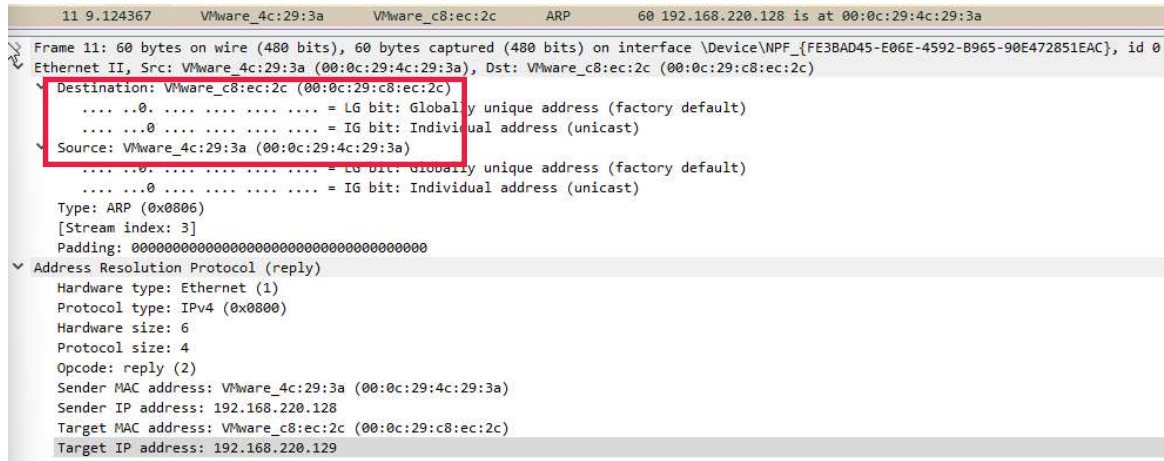 11 9.124367 VMware_4c:29:3a VMware_c8:ec:2c ARP 60 192.168.220.128 is at 00:0c:29:4c:29:3a
Frame 11: 60 bytes on wire (480 bits), 60 bytes captured (480 bits) on interface \Device\NPF_{FE3BAD45-E06E-4592-B965-90E472851EAC}, id 0
Ethernet II, Src: VMware_4c:29:3a (00:0c:29:4c:29:3a), Dst: VMware_c8:ec:2c (00:0c:29:c8:ec:2c)
Destination: VMware_c8:ec:2c (00:0c:29:c8:ec:2c)
.... ..0. .... .... .... .... = LG bit: Globally unique address (factory default)
.... ...0 .... .... .... .... = IG bit: Individual address (unicast)
Source: VMware_4c:29:3a (00:0c:29:4c:29:3a)
.... ..0. .... .... .... .... = LG bit: Globally unique address (factory default)
.... ...0 .... .... .... .... = IG bit: Individual address (unicast)
Type: ARP (0x0806)
[Stream index: 3]
Padding: 000000000000000000000000000000000000
Address Resolution Protocol (reply)
Hardware type: Ethernet (1)
Protocol type: IPv4 (0x0800)
Hardware size: 6
Protocol size: 4
Opcode: reply (2)
Sender MAC address: VMware_4c:29:3a (00:0c:29:4c:29:3a)
Sender IP address: 192.168.220.128
Target MAC address: VMware_c8:ec:2c (00:0c:29:c8:ec:2c)
Target IP address: 192.168.220.129